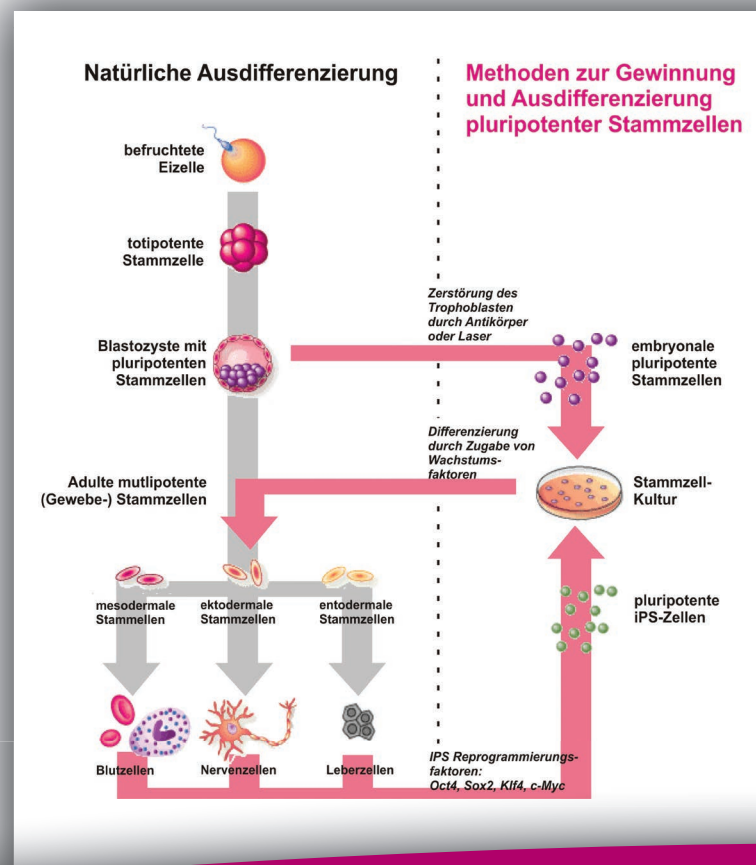 Natürliche Ausdifferenzierung
Methoden zur Gewinnung
und Ausdifferenzierung
pluripotenter Stammzellen
befruchtete
Eizelle
totipotente
Stammzelle
Zerstörung des
Trophoblasten
durch Antikörper
oder Laser
Blastozyste mit
pluripotenten
Stammzellen
embryonale
pluripotente
Stammzellen
Differenzierung
durch Zugabe von
Wachstums-
faktoren
Adulte mutlipotente
(Gewebe-) Stammzellen
Stammzell-
Kultur
mesodermale
Stammellen
ektodermale
Stammzellen
entodermale
Stammzellen
pluripotente
iPS-Zellen
Blutzellen
Nervenzellen
Leberzellen
IPS Reprogrammierungs-
faktoren:
Oct4, Sox2, Klf4, c-Myc